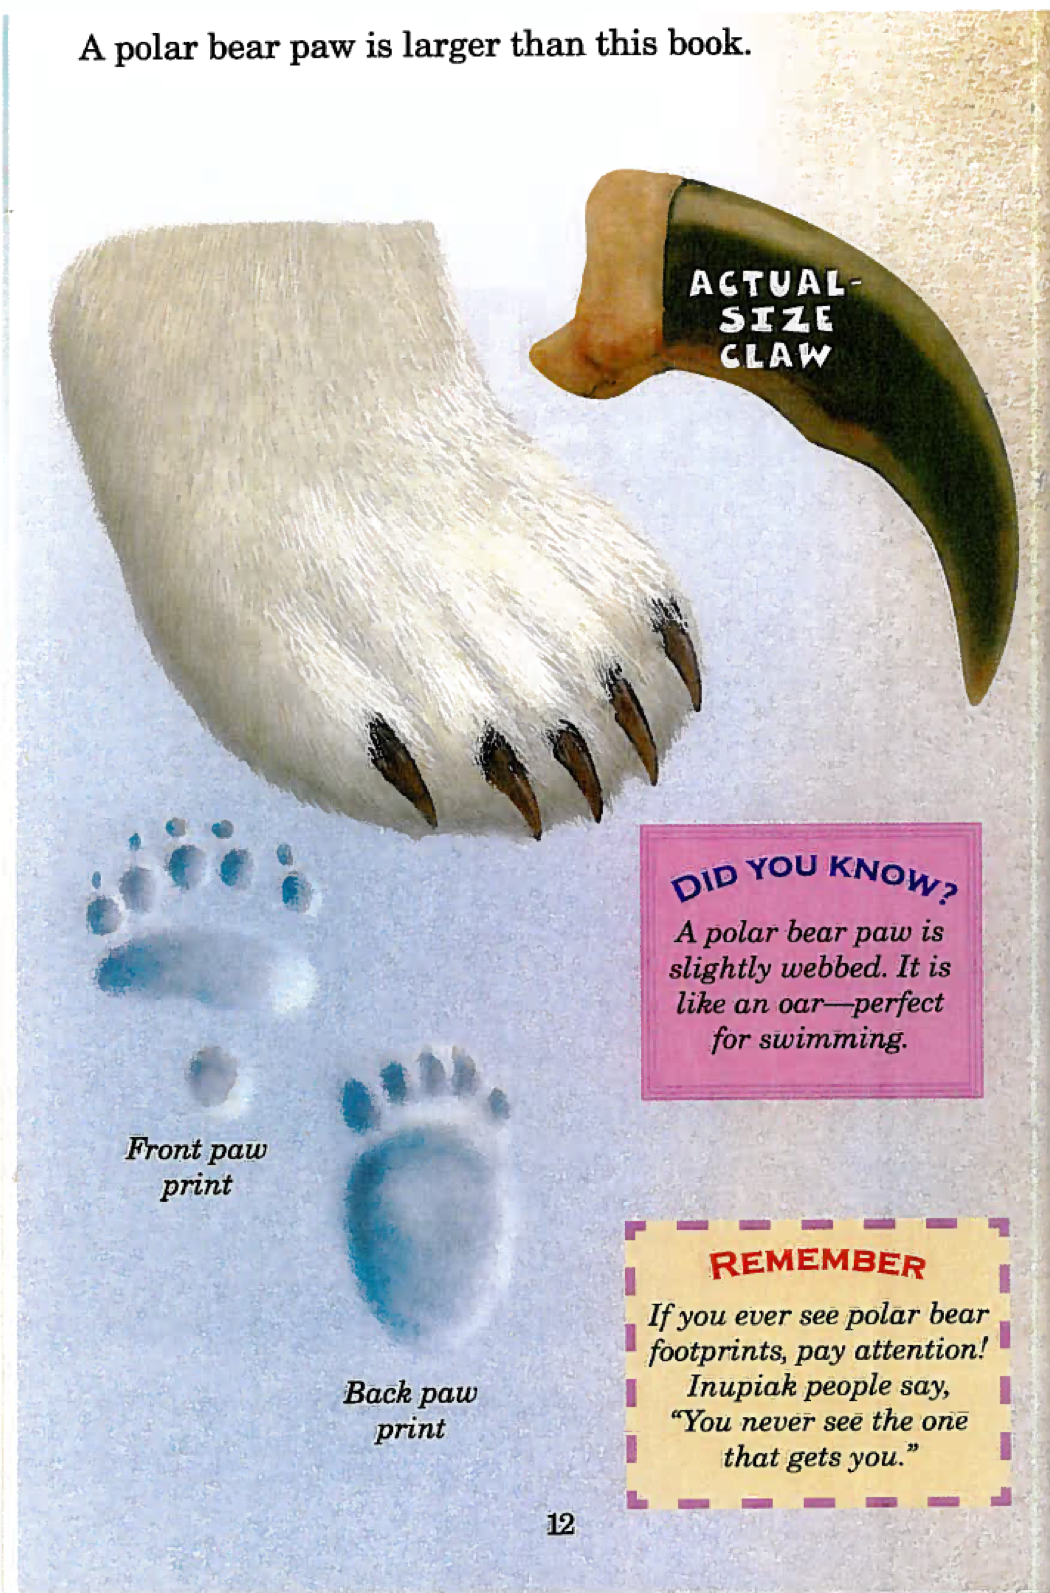 A polar bear paw is larger than this book.
ACTUAL-
SIZE
CLAW
DID YOU KNOW?
A polar bear paw is
slightly webbed. It is
like an oar—perfect
for swimming.
Front paw
print
Back paw
print
REMEMBER
If you ever see polar bear
footprints, pay attention!
Inupiak people say,
“You never see the one
that gets you.”
12